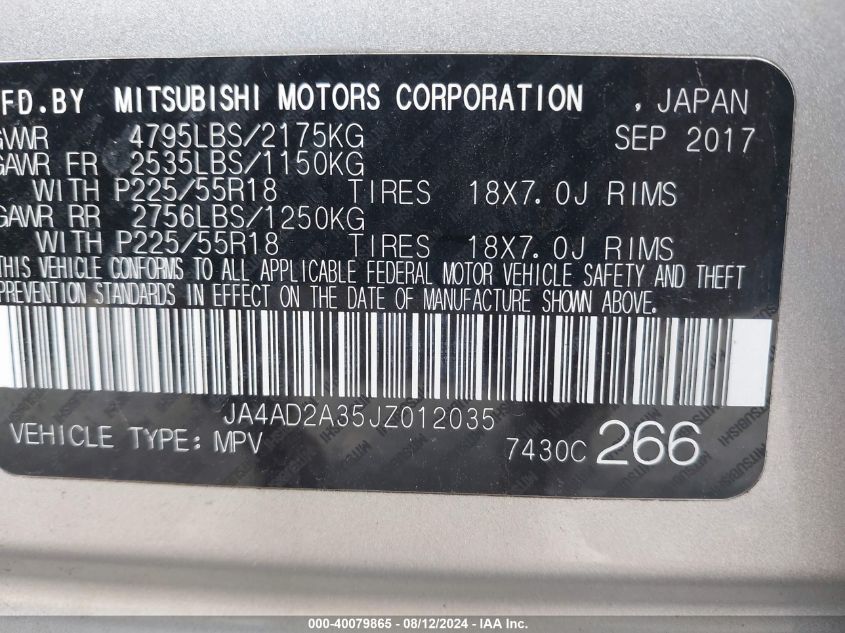 FD.BY MITSUBISHI MOTORS CORPORATION , JAPAN
GVWR 4795LBS/2175KG SEP 2017
GAWR FR 2535LBS/1150KG
WITH P225/55R18 TIRES 18X7.0J RIMS
GAWR RR 2756LBS/1250KG
WITH P225/55R18 TIRES 18X7.0J RIMS
THIS VEHICLE CONFORMS TO ALL APPLICABLE FEDERAL MOTOR VEHICLE SAFETY AND THEFT
PREVENTION STANDARDS IN EFFECT ON THE DATE OF MANUFACTURE SHOWN ABOVE.
JA4AD2A35JZ012035
VEHICLE TYPE: MPV 7430C 266
000-40079865 - 08/12/2024 - IAA Inc.